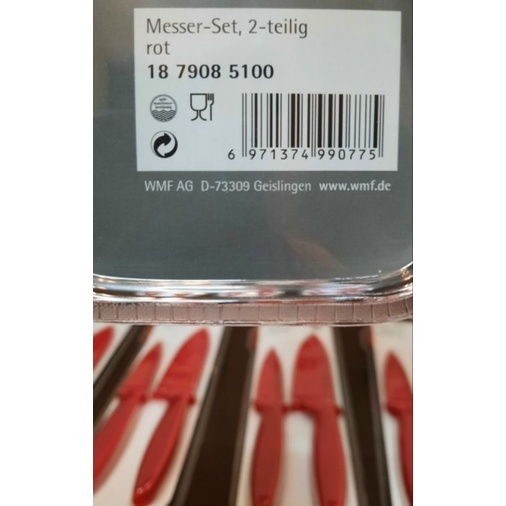 Messer-Set, 2-teilig
rot
18 7908 5100
6 971374 990775
WMF AG D-73309 Geislingen www.wmf.de